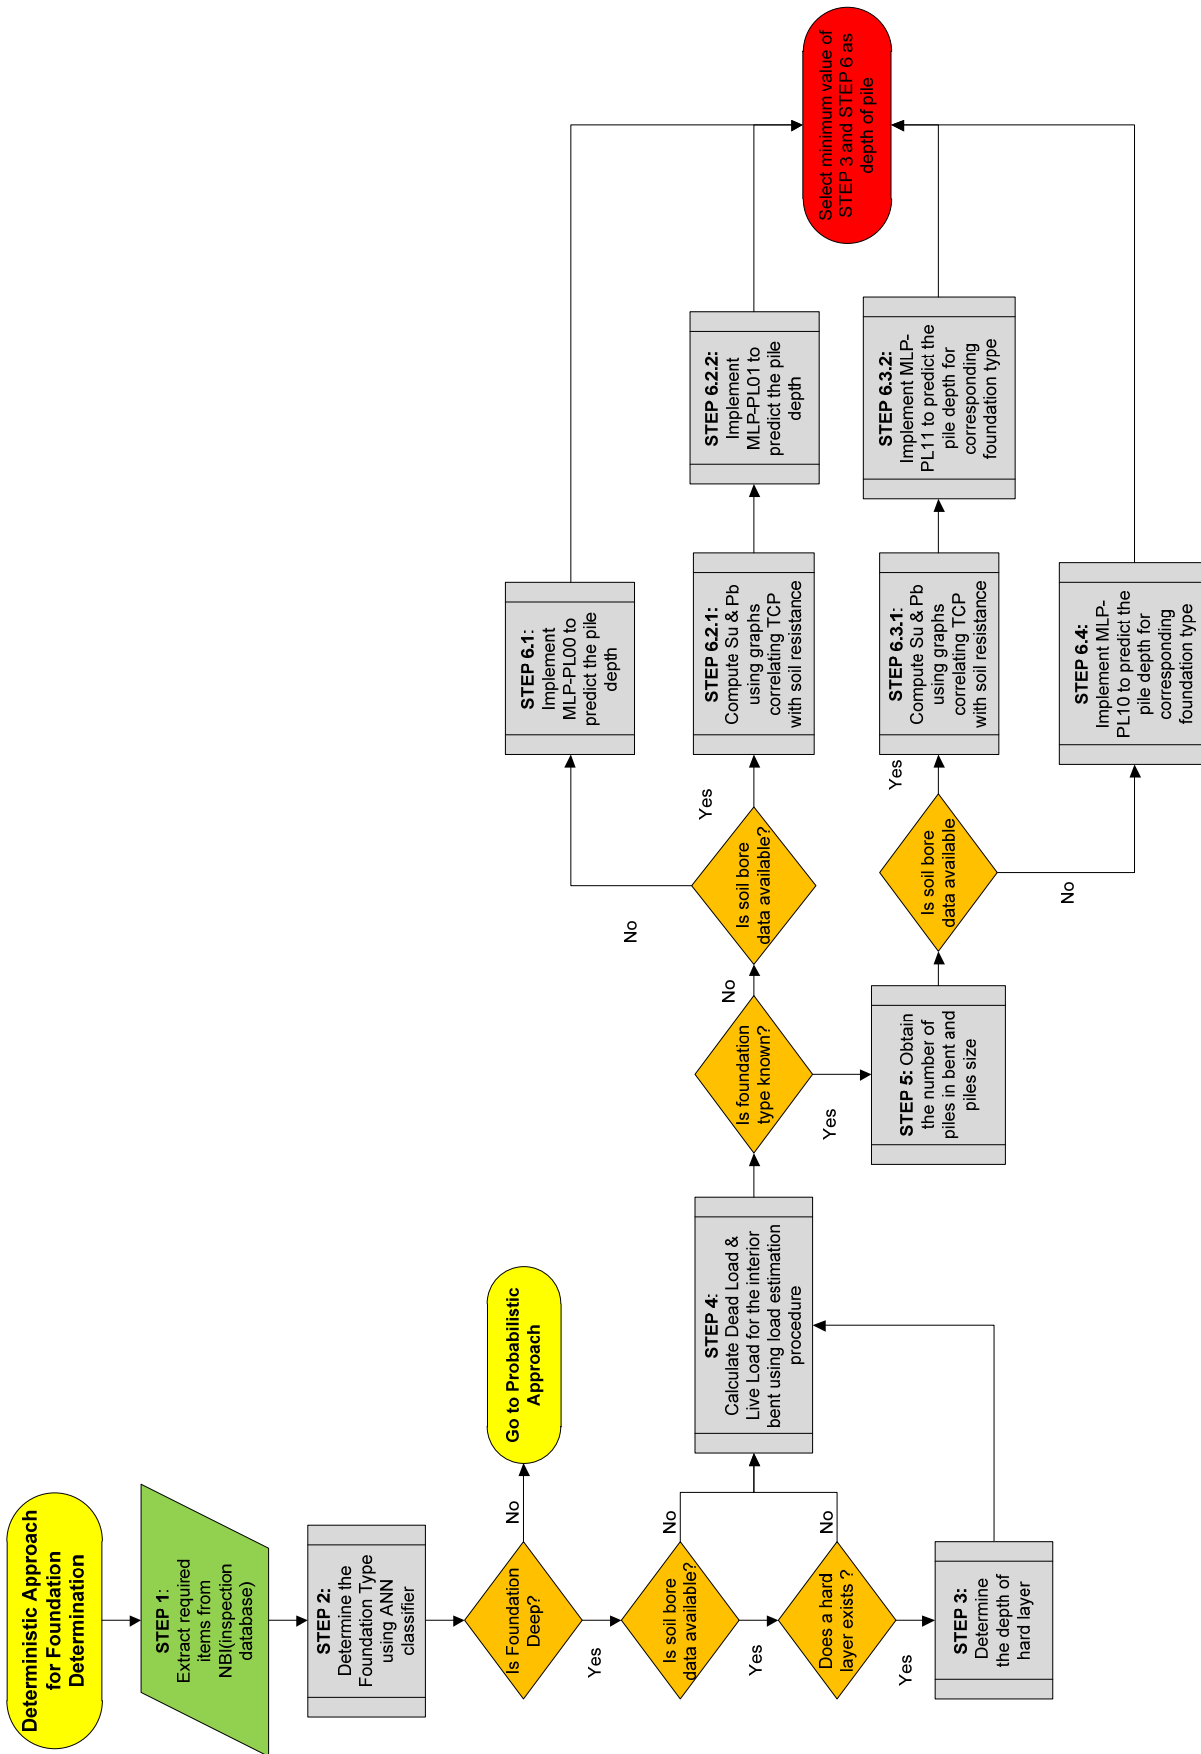 Deterministic Approach
for Foundation
Determination
STEP 1:
Extract required
items from
NBI(inspection
database)
STEP 2:
Determine the
Foundation Type
using ANN
classifier
Is Foundation
Deep?
No
Go to Probabilistic
Approach
Yes
Is soil bore
data available?
No
Yes
Does a hard
layer exists ?
No
Yes
STEP 3:
Determine
the depth of
hard layer
STEP 4:
Calculate Dead Load &
Live Load for the interior
bent using load estimation
procedure
Is foundation
type known?
No
Yes
STEP 5: Obtain
the number of
piles in bent and
piles size
Is soil bore
data available?
No
Yes
Is soil bore
data available
Yes
No
STEP 6.1:
Implement
MLP-PL00 to
predict the pile
depth
STEP 6.2.1:
Compute Su & Pb
using graphs
correlating TCP
with soil resistance
STEP 6.2.2:
Implement
MLP-PL01 to
predict the pile
depth
STEP 6.3.1:
Compute Su & Pb
using graphs
correlating TCP
with soil resistance
STEP 6.3.2:
Implement MLP-
PL11 to predict the
pile depth for
corresponding
foundation type
STEP 6.4:
Implement MLP-
PL10 to predict the
pile depth for
corresponding
foundation type
Select minimum value of
STEP 3 and STEP 6 as
depth of pile